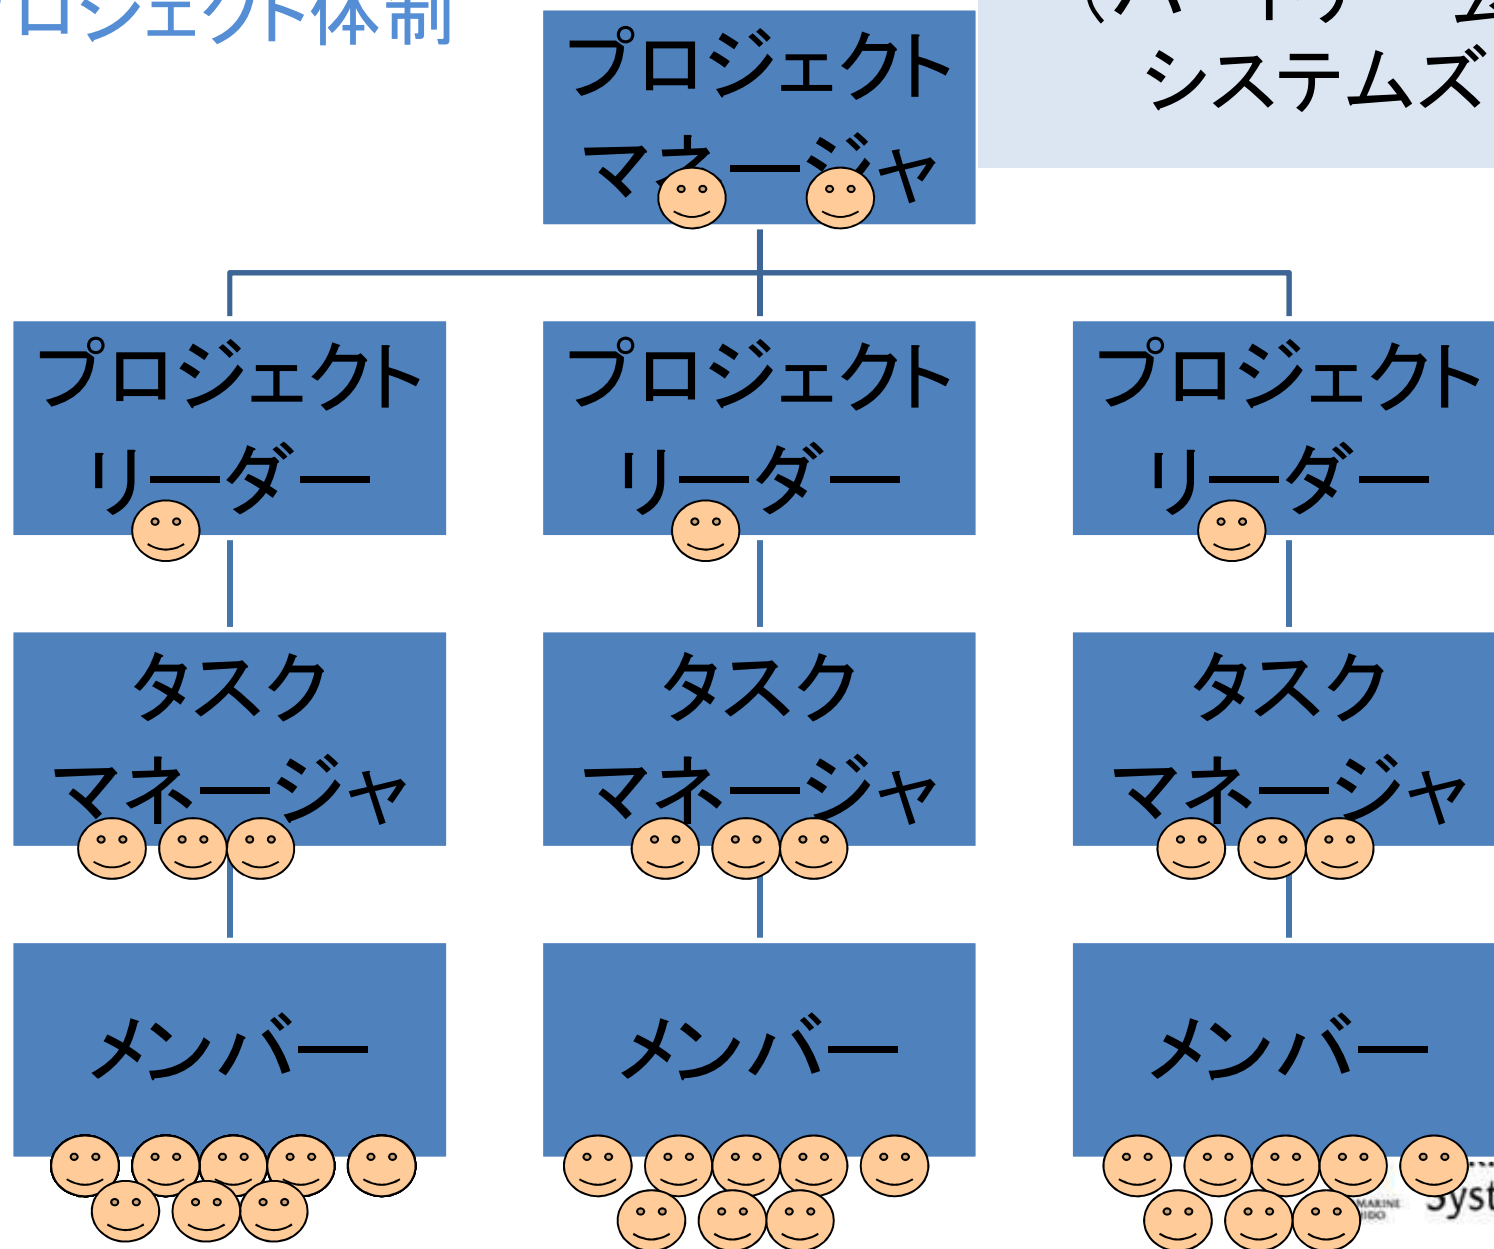 プロジェクト体制
システムズ
プロジェクト
マネージャ
プロジェクト
リーダー
プロジェクト
リーダー
プロジェクト
リーダー
タスク
マネージャ
タスク
マネージャ
タスク
マネージャ
メンバー
メンバー
メンバー